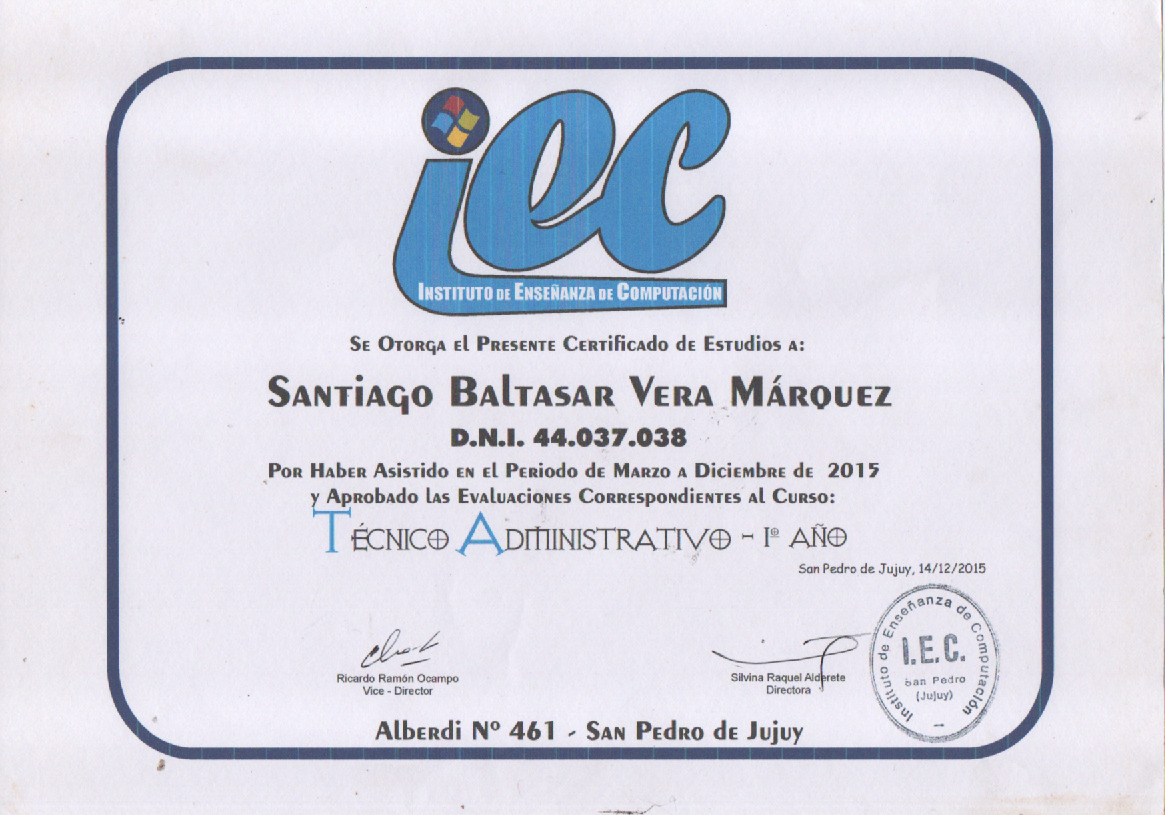 iec
INSTITUTO DE ENSEÑANZA DE COMPUTACIÓN
SE OTORGA El PRESENTE CERTIFICADO DE ESTUDIOS A:
SANTIAGO BALTASAR VERA MÁRQUEZ
D.N.I. 44.037.038
POR HABER ASISTIDO EN El PERIODO DE MARZO A DICIEMBRE DE 2015
y APROBADO LAS EVALUACIONES CORRESPONDIENTES AL CURSO:
TÉCNICO ADMINISTRATIVO - 1º AÑO
San Pedro de Jujuy, 14/12/2015
Ricardo Ramón Ocampo
Vice - Director
Silvina Raquel Alderete
Directora
Instituto de Enseñanza de Computación
I.E.C.
San Pedro
(Jujuy)
ALBERDI Nº 461 - SAN PEDRO DE JUJUY